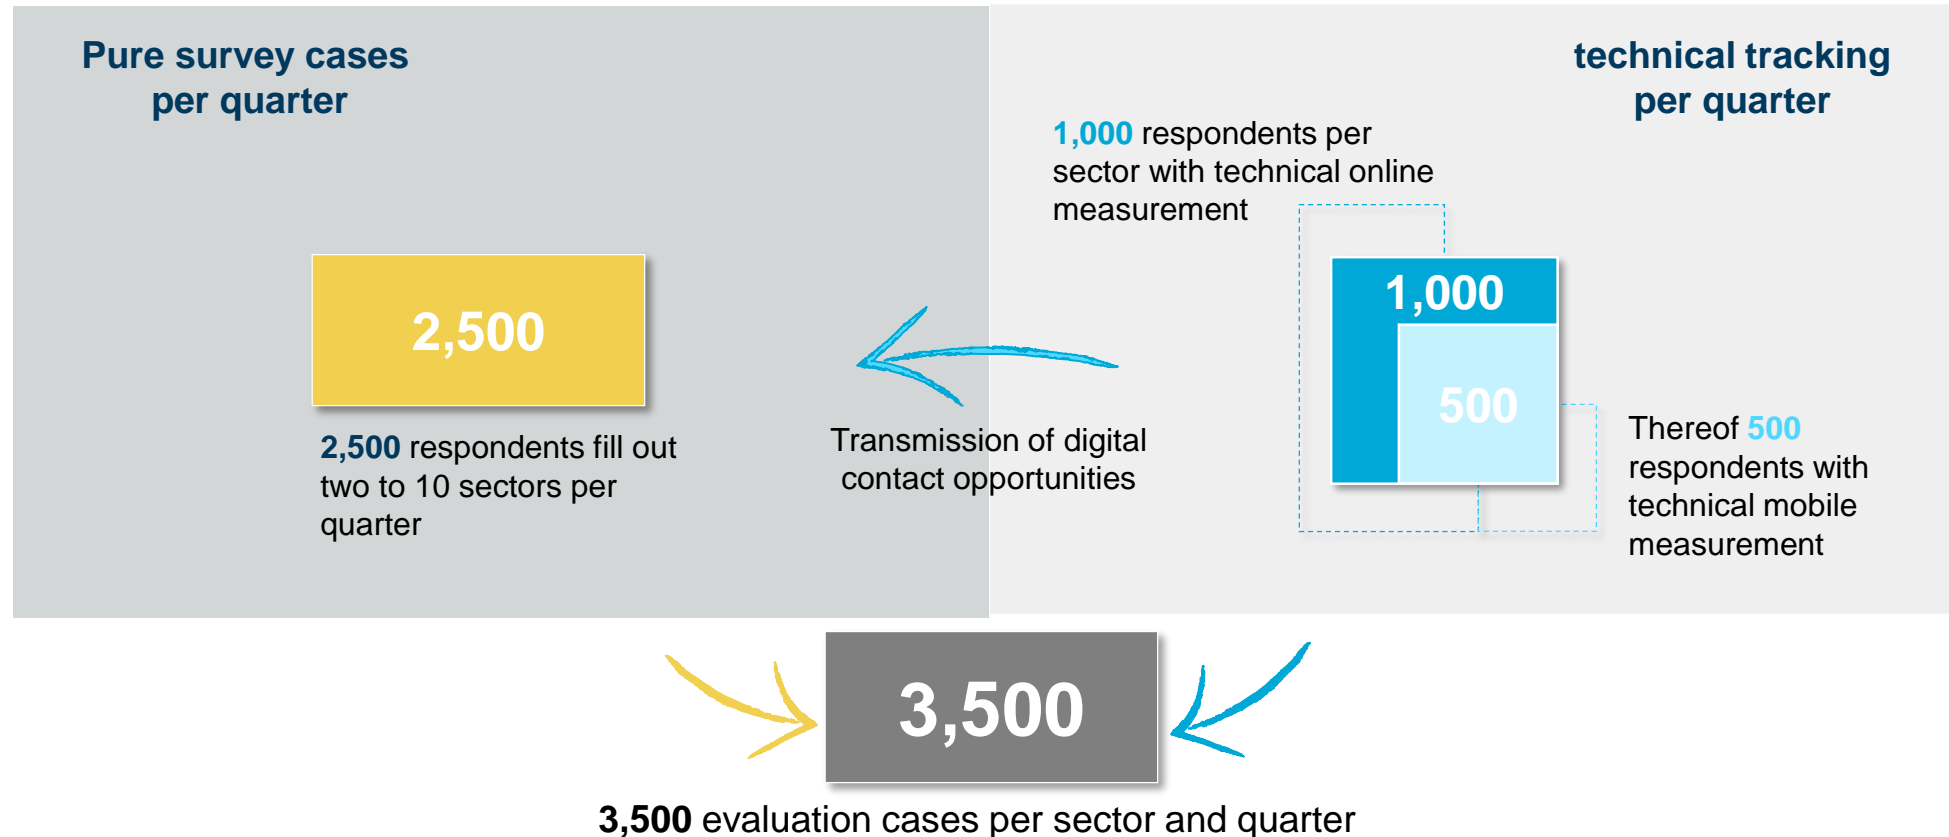 Pure survey cases
per quarter
technical tracking
per quarter
1,000 respondents per
sector with technical online
measurement
1,000
500
2,500
2,500 respondents fill out
two to 10 sectors per
quarter
Transmission of digital
contact opportunities
Thereof 500
respondents with
technical mobile
measurement
3,500
3,500 evaluation cases per sector and quarter